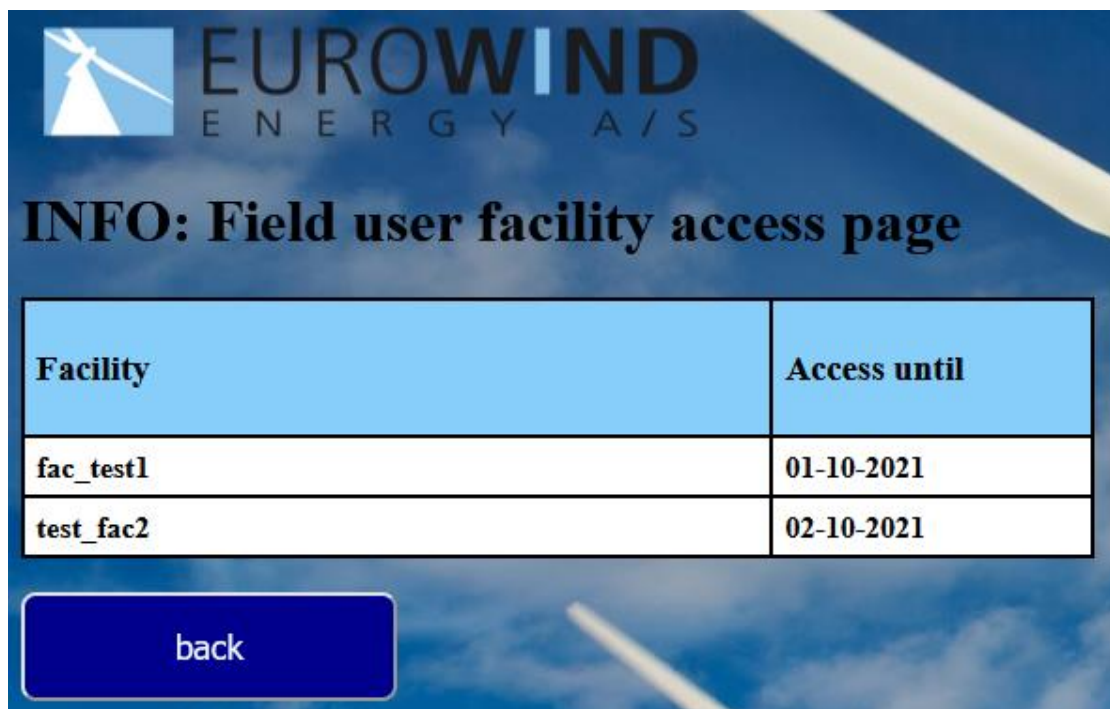 EUROWIND
ENERGY A/S
INFO: Field user facility access page
Facility Access until
fac_test1 01-10-2021
test_fac2 02-10-2021
back